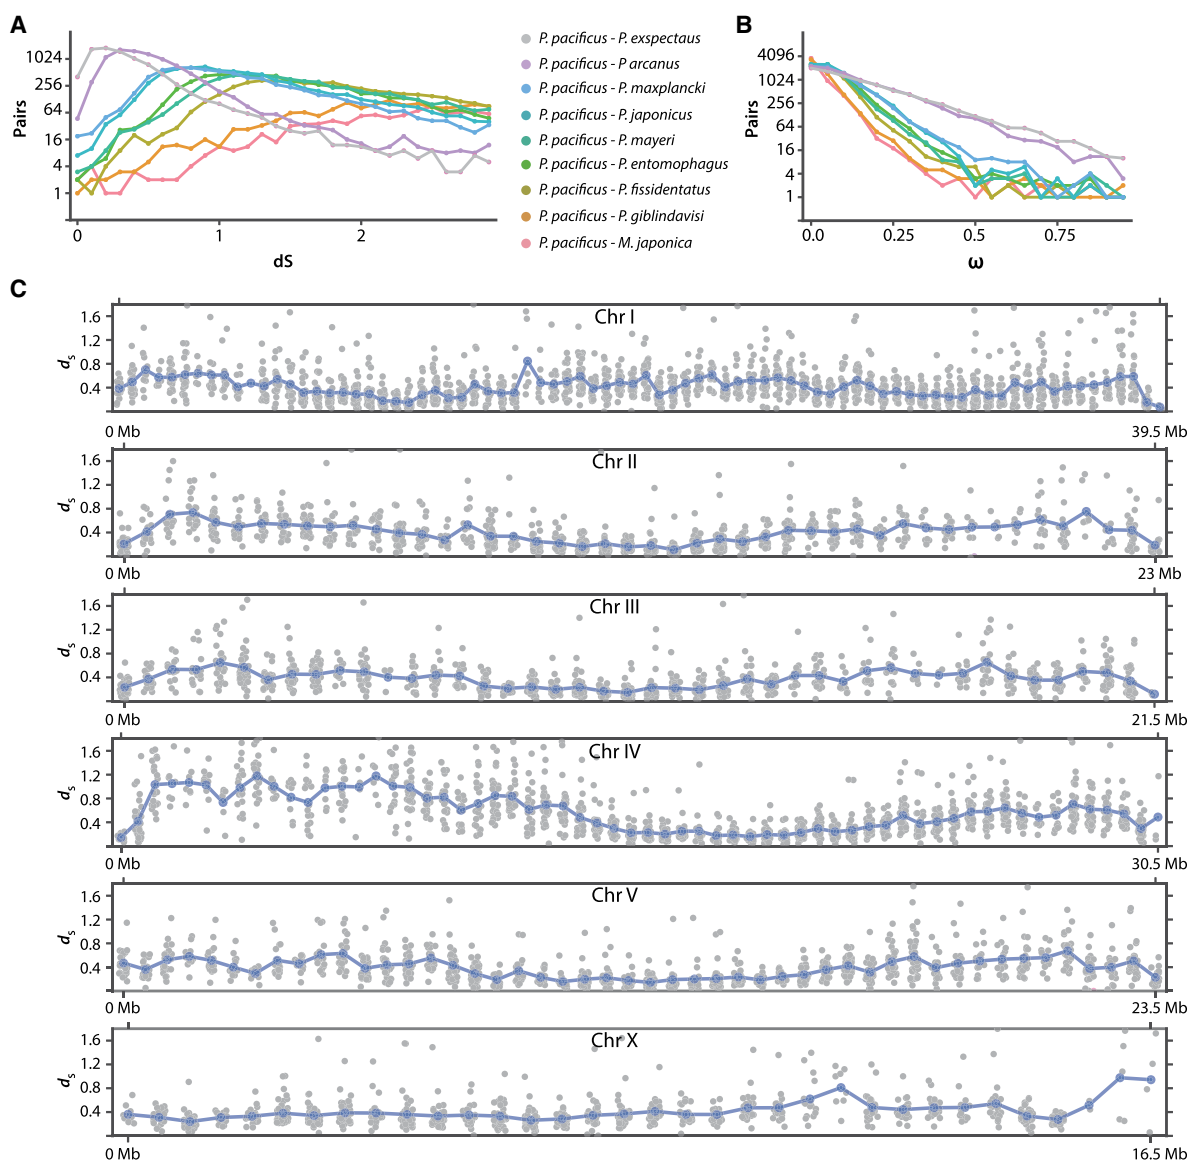 A
Pairs
1024
256
64
16
4
1
0
1
2
dS
P. pacificus - P. exspectaus
P. pacificus - P arcanus
P. pacificus - P. maxplancki
P. pacificus - P. japonicus
P. pacificus - P. mayeri
P. pacificus - P. entomophagus
P. pacificus - P. fissidentatus
P. pacificus - P. giblindavisi
P. pacificus - M. japonica
B
Pairs
4096
1024
256
64
16
4
1
0.0
0.25
0.5
0.75
ω
C
Chr I
ds
1.6
1.2
0.8
0.4
0 Mb
39.5 Mb
Chr II
ds
1.6
1.2
0.8
0.4
0 Mb
23 Mb
Chr III
ds
1.6
1.2
0.8
0.4
0 Mb
21.5 Mb
Chr IV
ds
1.6
1.2
0.8
0.4
0 Mb
30.5 Mb
Chr V
ds
1.6
1.2
0.8
0.4
0 Mb
23.5 Mb
Chr X
ds
1.6
1.2
0.8
0.4
0 Mb
16.5 Mb